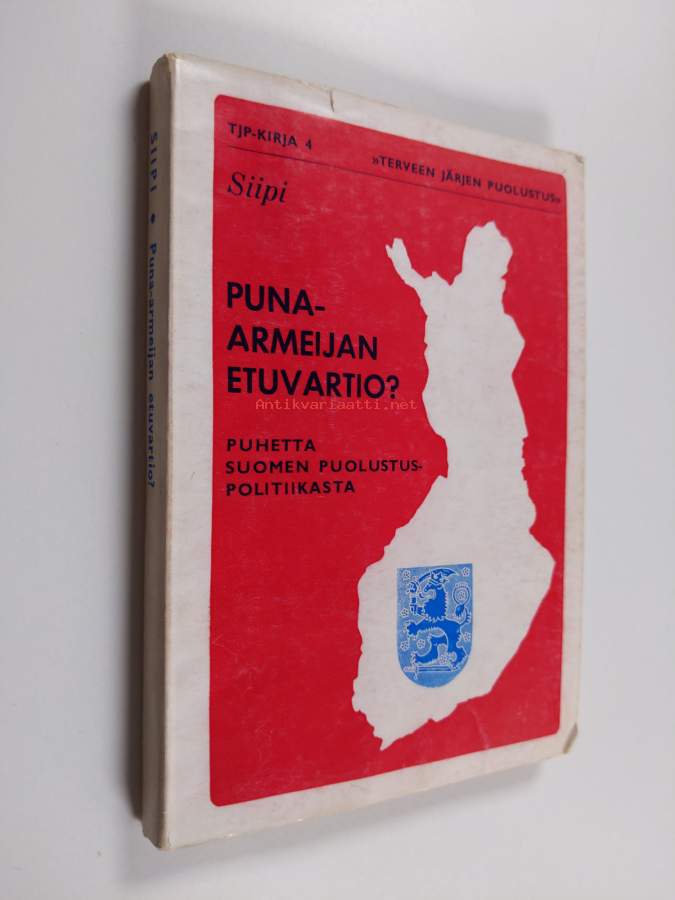 SIIPI ◆ Puna-armeijan etuvartio?
TJP-KIRJA 4
»TERVEEN JÄRJEN PUOLUSTUS»
Siipi
PUNA-
ARMEIJAN
ETUVARTIO?
Antikvariaatti.net
PUHETTA
SUOMEN PUOLUSTUS-
POLITIIKASTA